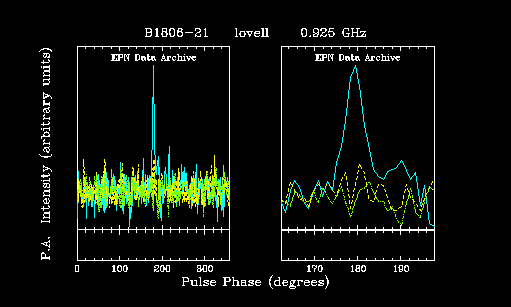 B1806-21 lovell 0.925 GHz
EPN Data Archive EPN Data Archive
P.A. Intensity (arbitrary units)
0 100 200 300 170 180 190
Pulse Phase (degrees)